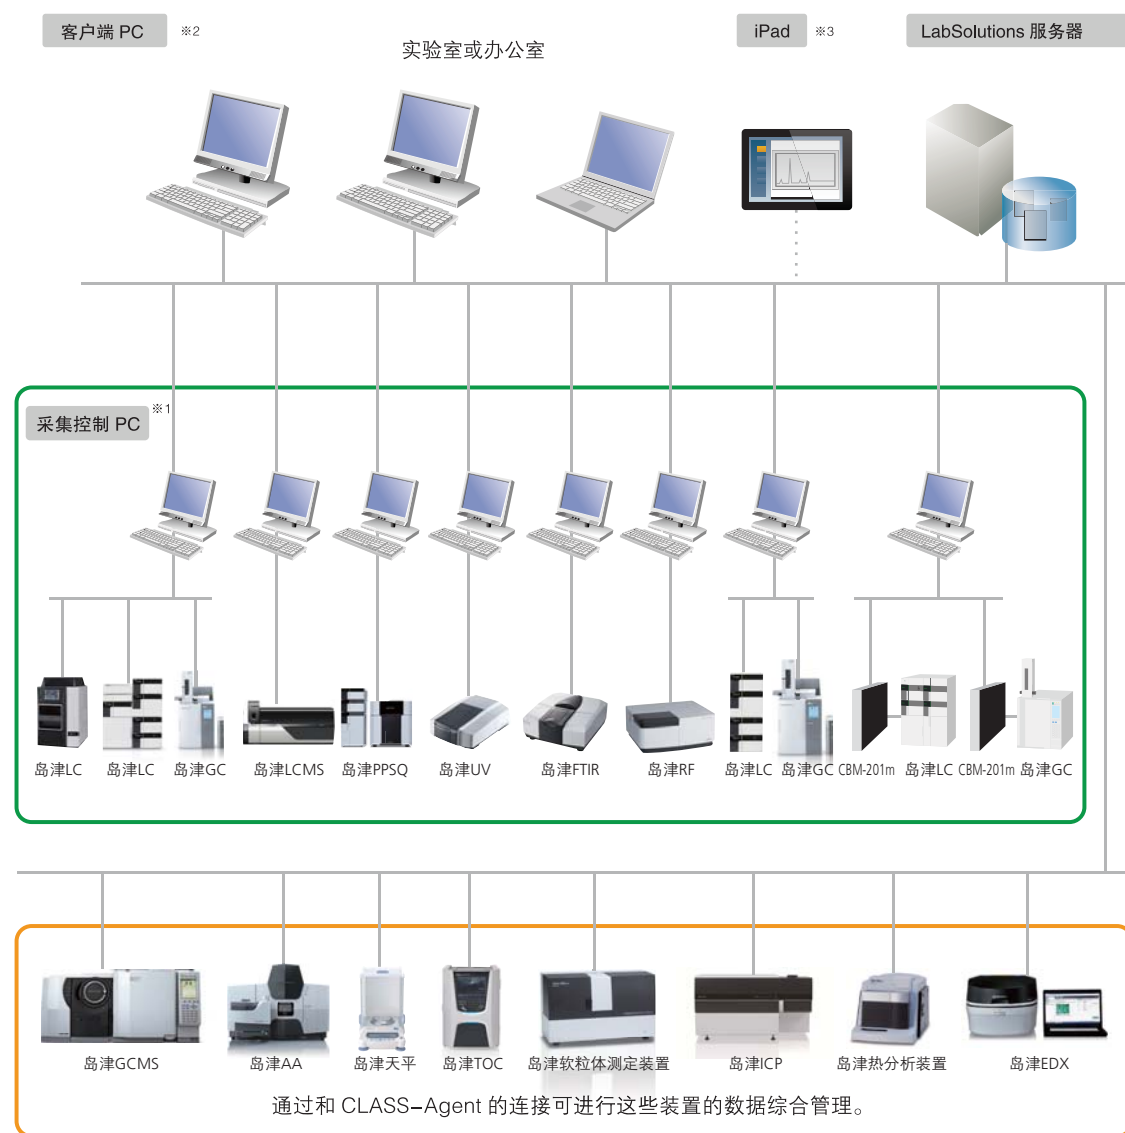 客户端 PC ※2
实验室或办公室
iPad ※3
LabSolutions 服务器
采集控制 PC ※1
岛津LC 岛津LC 岛津GC 岛津LCMS 岛津PPSQ 岛津UV 岛津FTIR 岛津RF 岛津LC 岛津GC CBM-201m 岛津LC CBM-201m 岛津GC
岛津GCMS 岛津AA 岛津天平 岛津TOC 岛津软粒体测定装置 岛津ICP 岛津热分析装置 岛津EDX
通过和 CLASS–Agent 的连接可进行这些装置的数据综合管理。